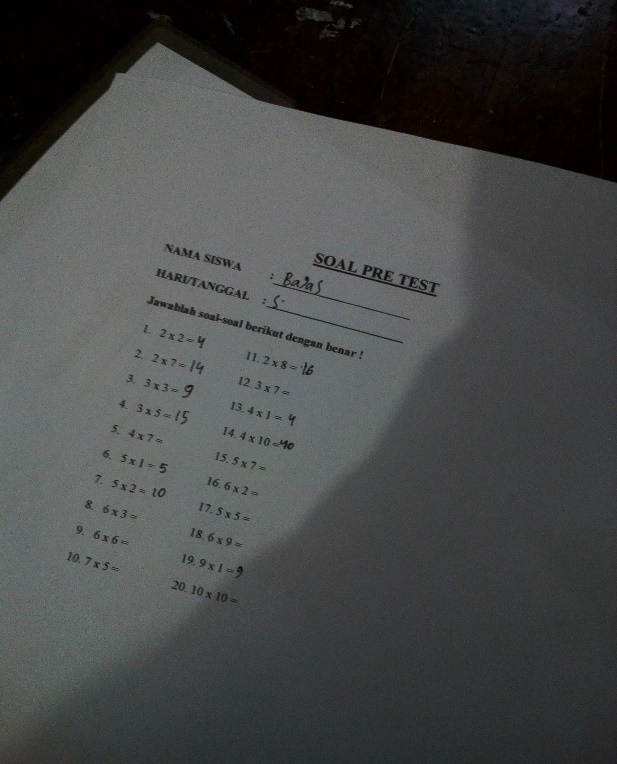 SOAL PRE TEST
NAMA SISWA :
HARI/TANGGAL : S.
Jawablah soal-soal berikut dengan benar !
1. 2 x 2 = 4
2. 2 x 7 = 14
3. 3 x 3 = 9
4. 3 x 5 = 15
5. 4 x 7 =
6. 5 x 1 = 5
7. 5 x 2 = 10
8. 6 x 3 =
9. 6 x 6 =
10. 7 x 5 =
11. 2 x 8 = 16
12. 3 x 7 =
13. 4 x 1 = 4
14. 4 x 10 = 40
15. 5 x 7 =
16. 6 x 2 =
17. 5 x 5 =
18. 6 x 9 =
19. 9 x 1 = 9
20. 10 x 10 =